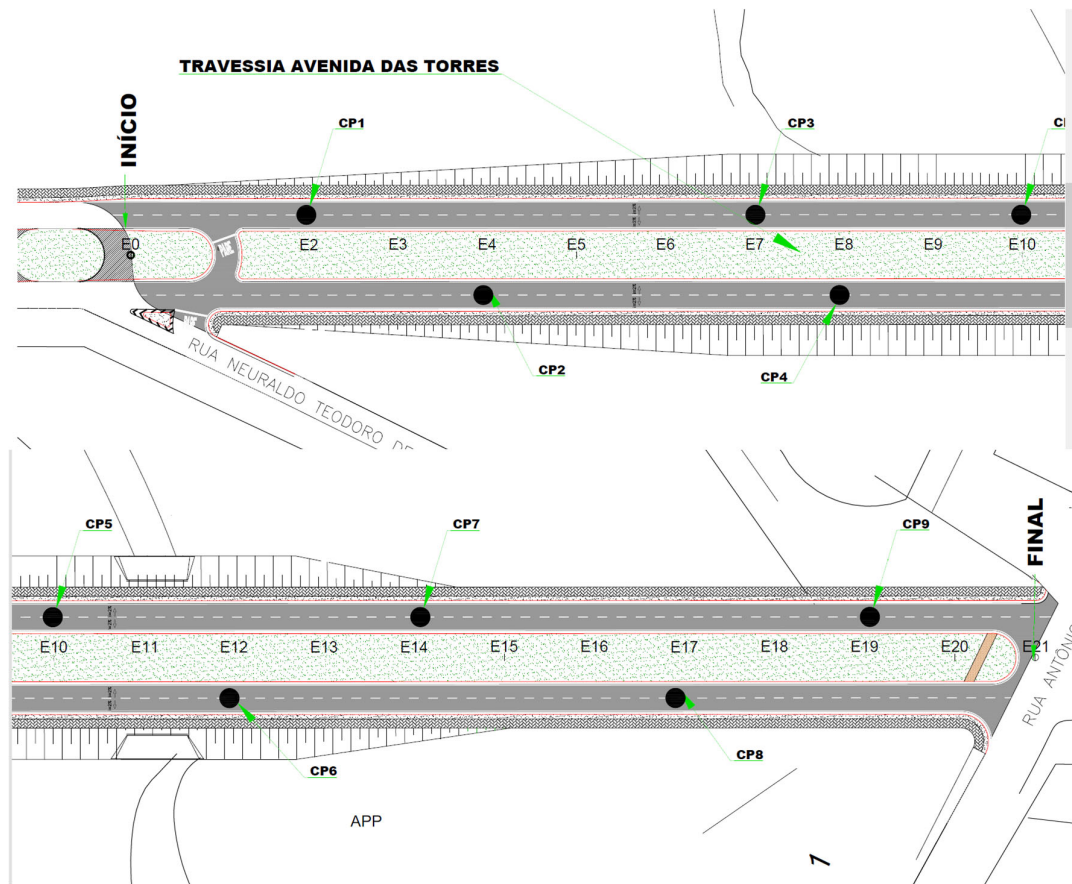 TRAVESSIA AVENIDA DAS TORRES
INÍCIO
CP1
CP3
E0
E2
E3
E4
E5
E6
E7
E8
E9
E10
CP2
CP4
RUA NEURALDO TEODORO DE
CP5
CP7
CP9
FINAL
E10
E11
E12
E13
E14
E15
E16
E17
E18
E19
E20
E21
RUA ANTÔNI
CP6
CP8
APP
1